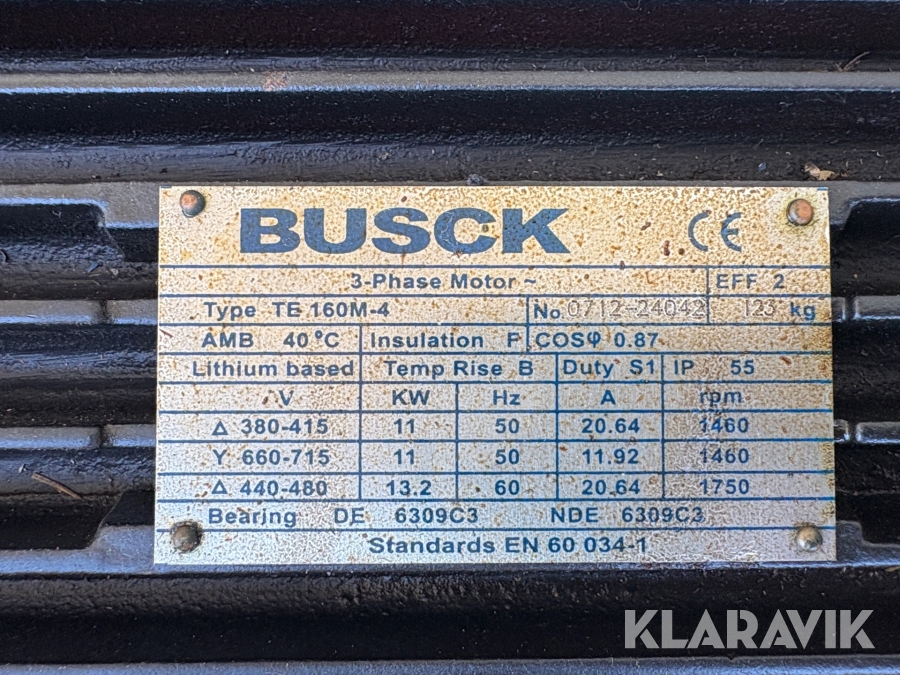 BUSCK CE
3-Phase Motor ~ EFF 2
Type TE 160M-4 No. 0712-24042 123 kg
AMB 40 °C Insulation F COSφ 0.87
Lithium based Temp Rise B Duty S1 IP 55
V KW Hz A rpm
Δ 380-415 11 50 20.64 1460
Y 660-715 11 50 11.92 1460
Δ 440-480 13.2 60 20.64 1750
Bearing DE 6309C3 NDE 6309C3
Standards EN 60 034-1
KLARAVIK